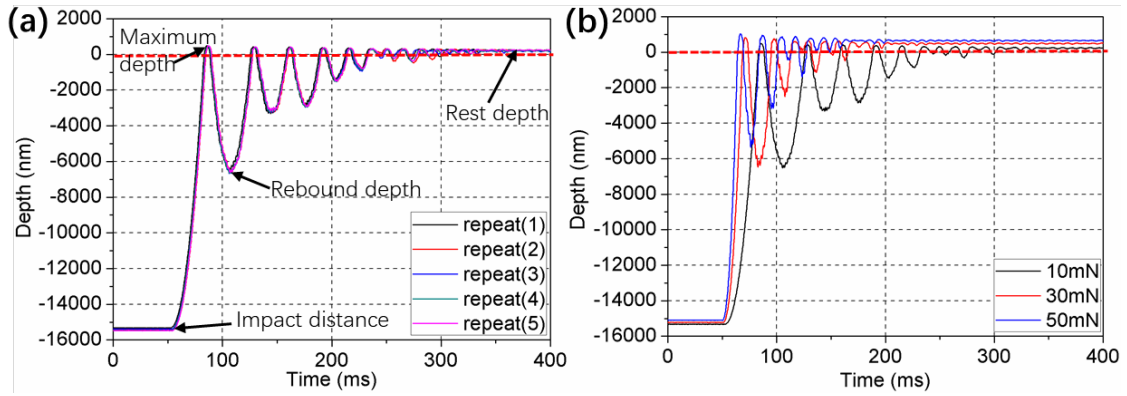 (a)
2000
0
-2000
-4000
-6000
-8000
-10000
-12000
-14000
-16000
Depth (nm)
Maximum
depth
Rest depth
Rebound depth
Impact distance
repeat(1)
repeat(2)
repeat(3)
repeat(4)
repeat(5)
0 100 200 300 400
Time (ms)
(b)
2000
0
-2000
-4000
-6000
-8000
-10000
-12000
-14000
-16000
Depth (nm)
10mN
30mN
50mN
0 100 200 300 400
Time (ms)